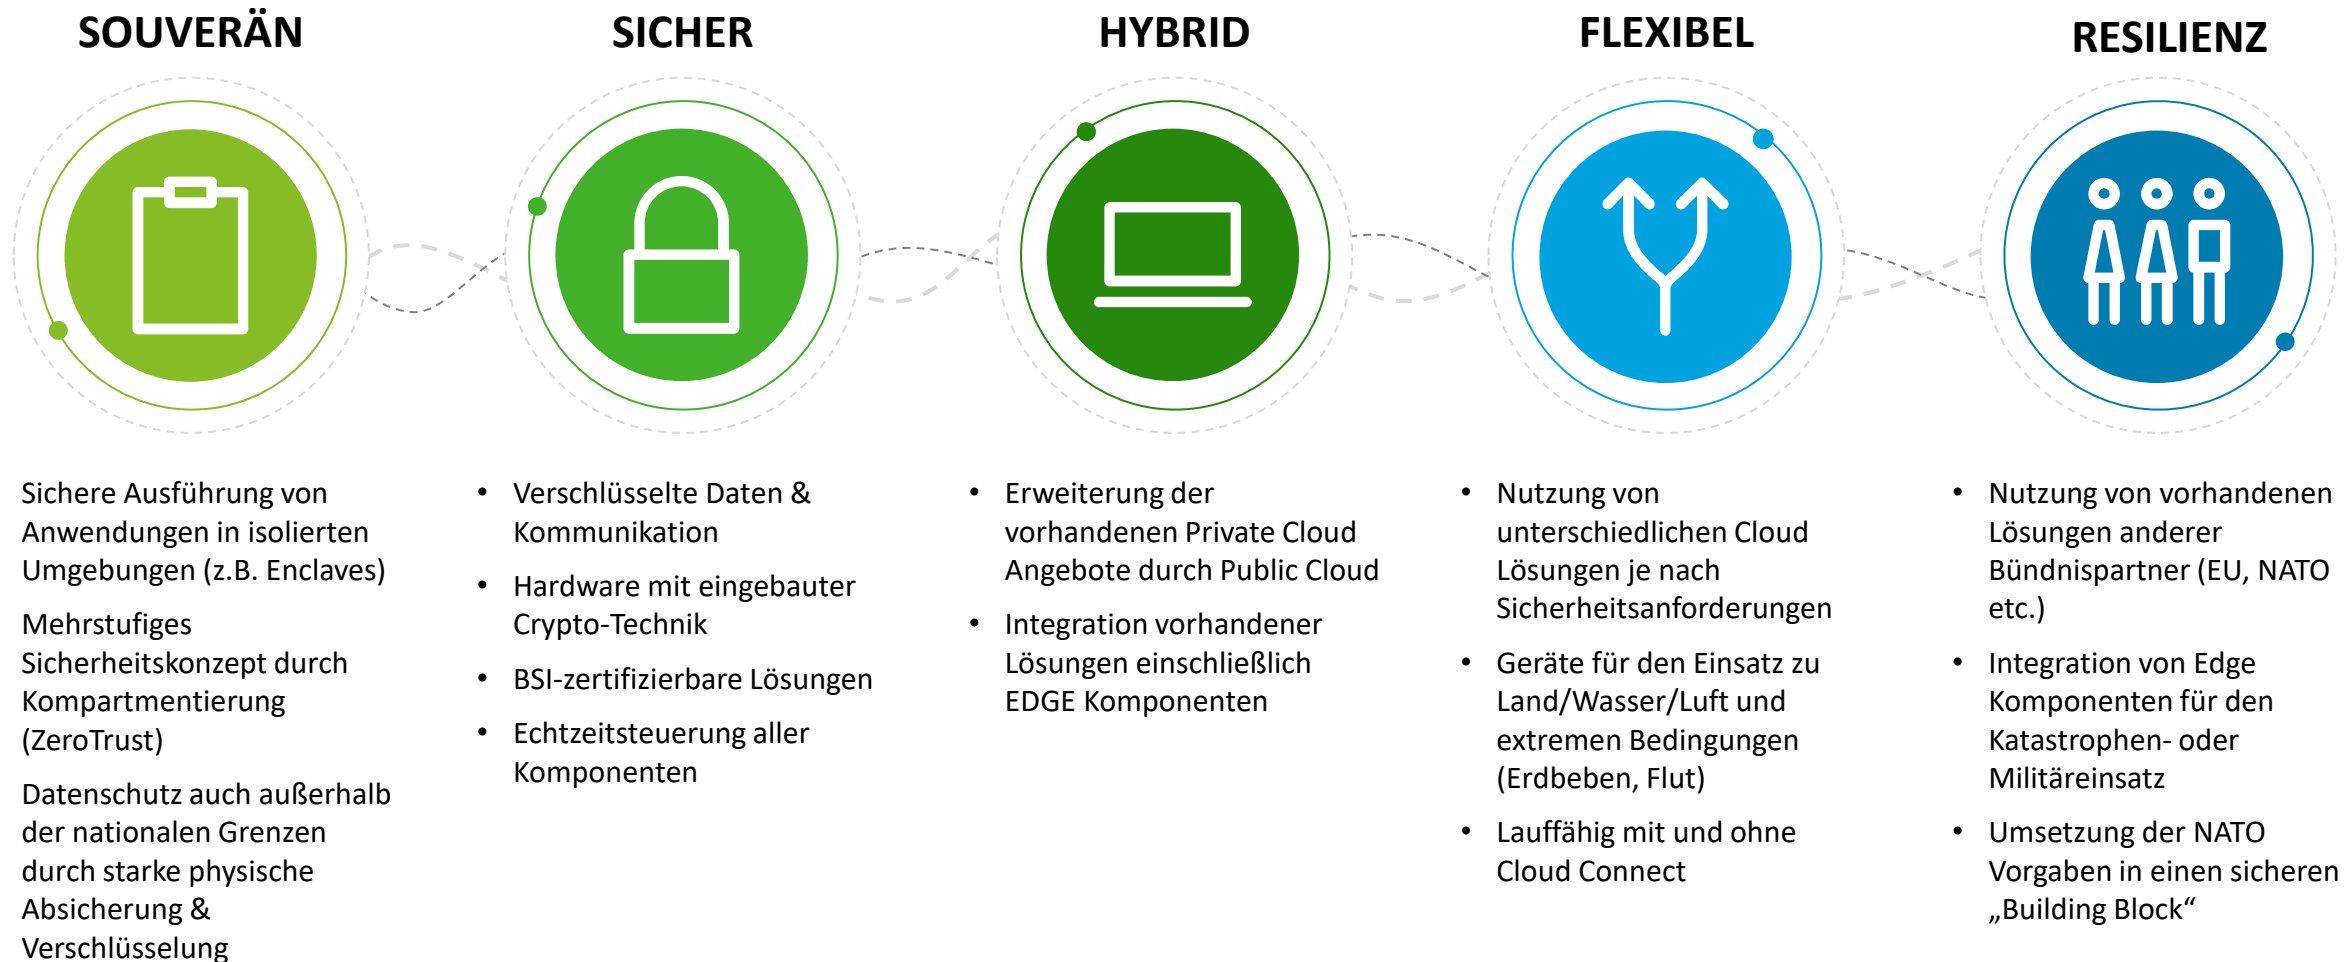 SOUVERÄN
Sichere Ausführung von
Anwendungen in isolierten
Umgebungen (z.B. Enclaves)
Mehrstufiges
Sicherheitskonzept durch
Kompartmentierung
(ZeroTrust)
Datenschutz auch außerhalb
der nationalen Grenzen
durch starke physische
Absicherung &
Verschlüsselung
SICHER
• Verschlüsselte Daten &
Kommunikation
• Hardware mit eingebauter
Crypto-Technik
• BSI-zertifizierbare Lösungen
• Echtzeitsteuerung aller
Komponenten
HYBRID
• Erweiterung der
vorhandenen Private Cloud
Angebote durch Public Cloud
• Integration vorhandener
Lösungen einschließlich
EDGE Komponenten
FLEXIBEL
• Nutzung von
unterschiedlichen Cloud
Lösungen je nach
Sicherheitsanforderungen
• Geräte für den Einsatz zu
Land/Wasser/Luft und
extremen Bedingungen
(Erdbeben, Flut)
• Lauffähig mit und ohne
Cloud Connect
RESILIENZ
• Nutzung von vorhandenen
Lösungen anderer
Bündnispartner (EU, NATO
etc.)
• Integration von Edge
Komponenten für den
Katastrophen- oder
Militäreinsatz
• Umsetzung der NATO
Vorgaben in einen sicheren
„Building Block“